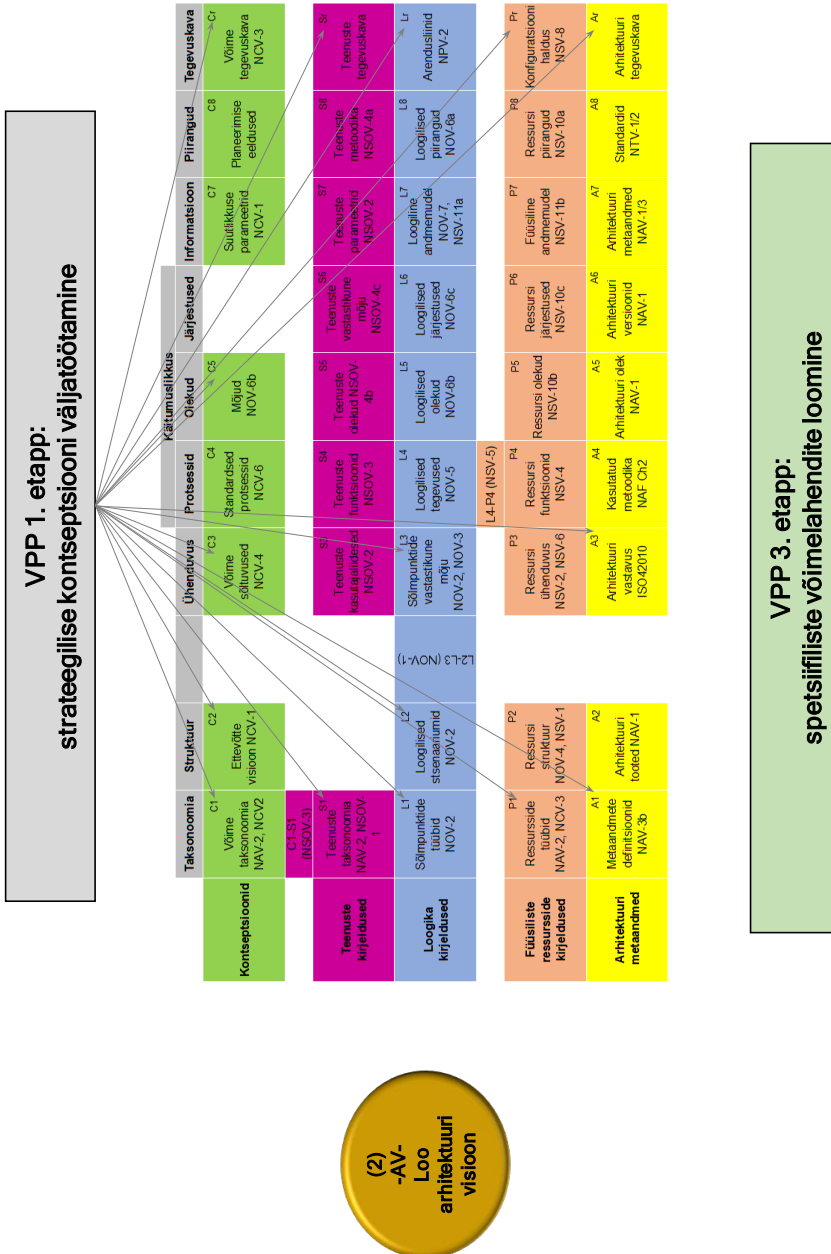 VPP 1. etapp:
strateegilise kontseptsiooni väljatöötamine
Käitumuslikkus
Taksonoomia
Struktuur
Ühenduvus
Protsessid
Olekud
Järjestused
Informatsioon
Piirangud
Tegevuskava
Kontseptsioonid
C1
Võime
taksonoomia
NAV-2, NCV2
C2
Ettevõtte
visioon NCV-1
C3
Võime
sõltuvused
NCV-4
C4
Standardsed
protsessid
NCV-6
C5
Mõjud
NOV-6b
C7
Suutlikkuse
parameetrid
NCV-1
C8
Planeerimise
eeldused
Cr
Võime
tegevuskava
NCV-3
C1-S1
(NSOV-3)
Teenuste
kirjeldused
S1
Teenuste
taksonoomia
NAV-2, NSOV-
1
S3
Teenuste
kasutajaliidesed
NSOV-2
S4
Teenuste
funktsioonid
NSOV-3
S5
Teenuste
olekud NSOV-
4b
S6
Teenuste
vastastikune
mõju
NSOV-4c
S7
Teenuste
parameetrid
NSOV-2
S8
Teenuste
metoodika
NSOV-4a
Sr
Teenuste
tegevuskava
Loogika
kirjeldused
L1
Sõlmpunktide
tüübid
NOV-2
L2
Loogilised
stsenaariumid
NOV-2
L2-L3 (NOV-1)
L3
Sõlmpunktide
vastastikune
mõju
NOV-2, NOV-3
L4
Loogilised
tegevused
NOV-5
L5
Loogilised
olekud
NOV-6b
L6
Loogilised
järjestused
NOV-6c
L7
Loogiline
andmemudel
NOV-7,
NSV-11a
L8
Loogilised
piirangud
NOV-6a
Lr
Arendusliinid
NPV-2
L4-P4 (NSV-5)
Füüsiliste
ressursside
kirjeldused
P1
Ressursside
tüübid
NAV-2, NCV-3
P2
Ressursi
struktuur
NOV-4, NSV-1
P3
Ressursi
ühenduvus
NSV-2, NSV-6
P4
Ressursi
funktsioonid
NSV-4
P5
Ressursi olekud
NSV-10b
P6
Ressursi
järjestused
NSV-10c
P7
Füüsiline
andmemudel
NSV-11b
P8
Ressursi
piirangud
NSV-10a
Pr
Konfiguratsiooni
haldus
NSV-8
Arhitektuuri
metaandmed
A1
Metaandmete
definitsioonid
NAV-3b
A2
Arhitektuuri
tooted NAV-1
A3
Arhitektuuri
vastavus
ISO42010
A4
Kasutatud
metoodika
NAF Ch2
A5
Arhitektuuri olek
NAV-1
A6
Arhitektuuri
versioonid
NAV-1
A7
Arhitektuuri
metaandmed
NAV-1/3
A8
Standardid
NTV-1/2
Ar
Arhitektuuri
tegevuskava
(2)
-AV-
Loo
arhitektuuri
visioon
VPP 3. etapp:
spetsiifiliste võimelahendite loomine